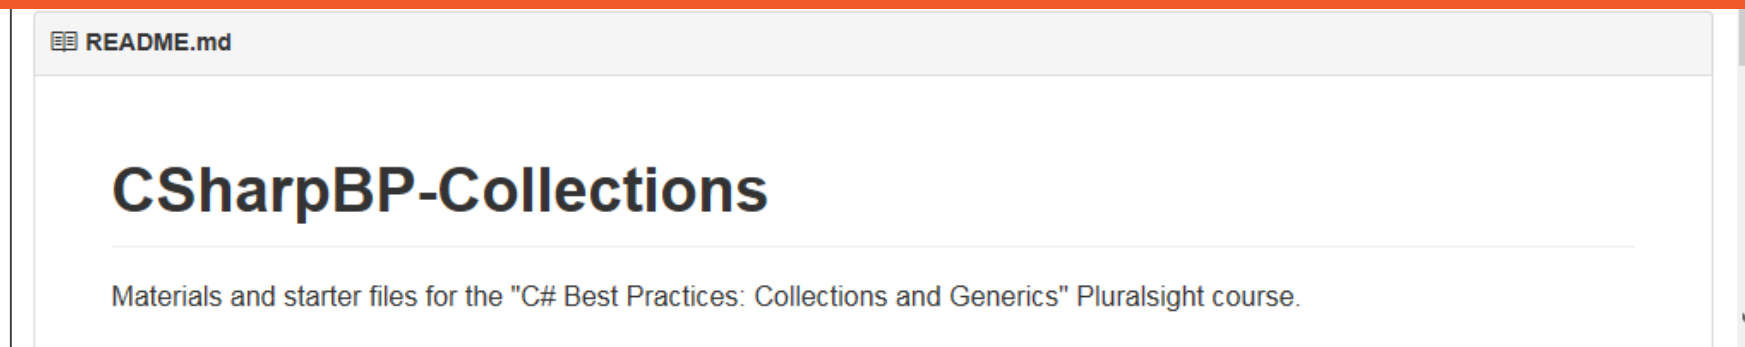 README.md
CSharpBP-Collections
Materials and starter files for the "C# Best Practices: Collections and Generics" Pluralsight course.